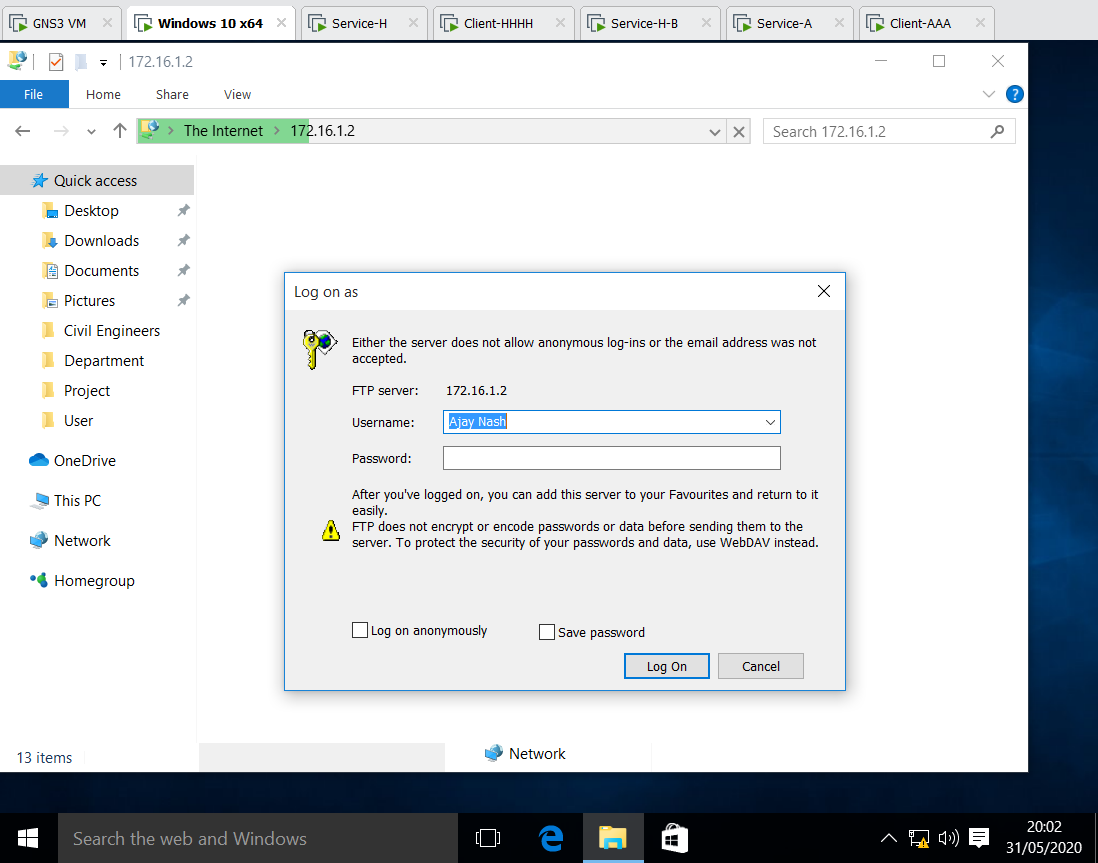 GNS3 VM
Windows 10 x64
Service-H
Client-HHHH
Service-H-B
Service-A
Client-AAA
172.16.1.2
File
Home
Share
View
The Internet
172.16.1.2
Search 172.16.1.2
Quick access
Desktop
Downloads
Documents
Pictures
Civil Engineers
Department
Project
User
OneDrive
This PC
Network
Homegroup
Log on as
Either the server does not allow anonymous log-ins or the email address was not
accepted.
FTP server: 172.16.1.2
Username: Ajay Nash
Password:
After you've logged on, you can add this server to your Favourites and return to it
easily.
FTP does not encrypt or encode passwords or data before sending them to the
server. To protect the security of your passwords and data, use WebDAV instead.
Log on anonymously
Save password
Log On
Cancel
13 items
Network
Search the web and Windows
20:02
31/05/2020